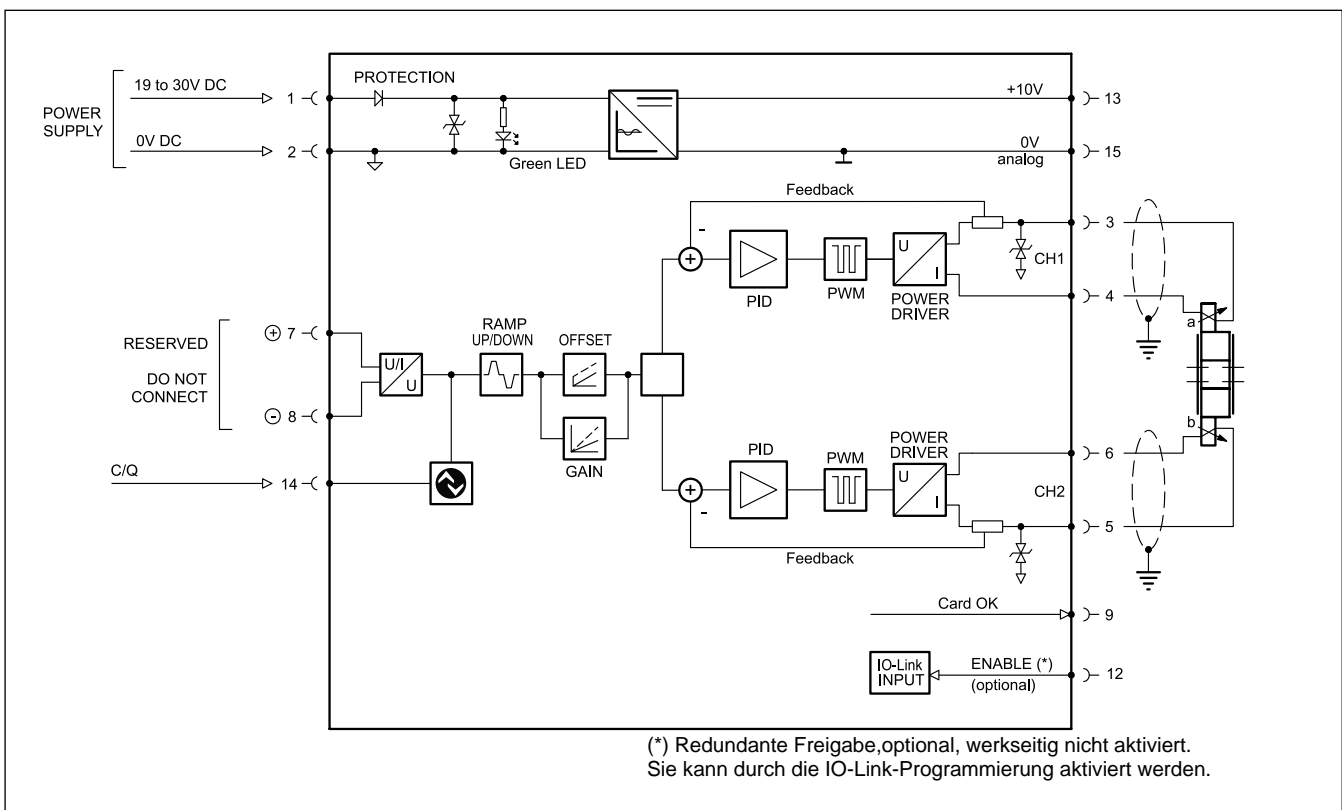 POWER
SUPPLY
19 to 30V DC
1
0V DC
2
PROTECTION
Green LED
+10V
13
0V
analog
15
Feedback
-
+
PID
PWM
U
I
POWER
DRIVER
CH1
3
4
a
RESERVED
DO NOT
CONNECT
+ 7
- 8
U/I
U
RAMP
UP/DOWN
OFFSET
GAIN
C/Q
14
b
PID
PWM
POWER
DRIVER
U
I
+
-
CH2
6
5
Feedback
Card OK
9
IO-Link
INPUT
ENABLE (*)
(optional)
12
(*) Redundante Freigabe,optional, werkseitig nicht aktiviert.
Sie kann durch die IO-Link-Programmierung aktiviert werden.